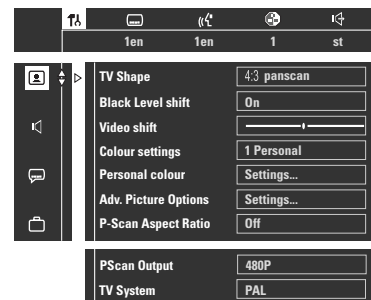 1en 1en 1 st
TV Shape 4:3 panscan
Black Level shift On
Video shift
Colour settings 1 Personal
Personal colour Settings...
Adv. Picture Options Settings...
P-Scan Aspect Ratio Off
PScan Output 480P
TV System PAL